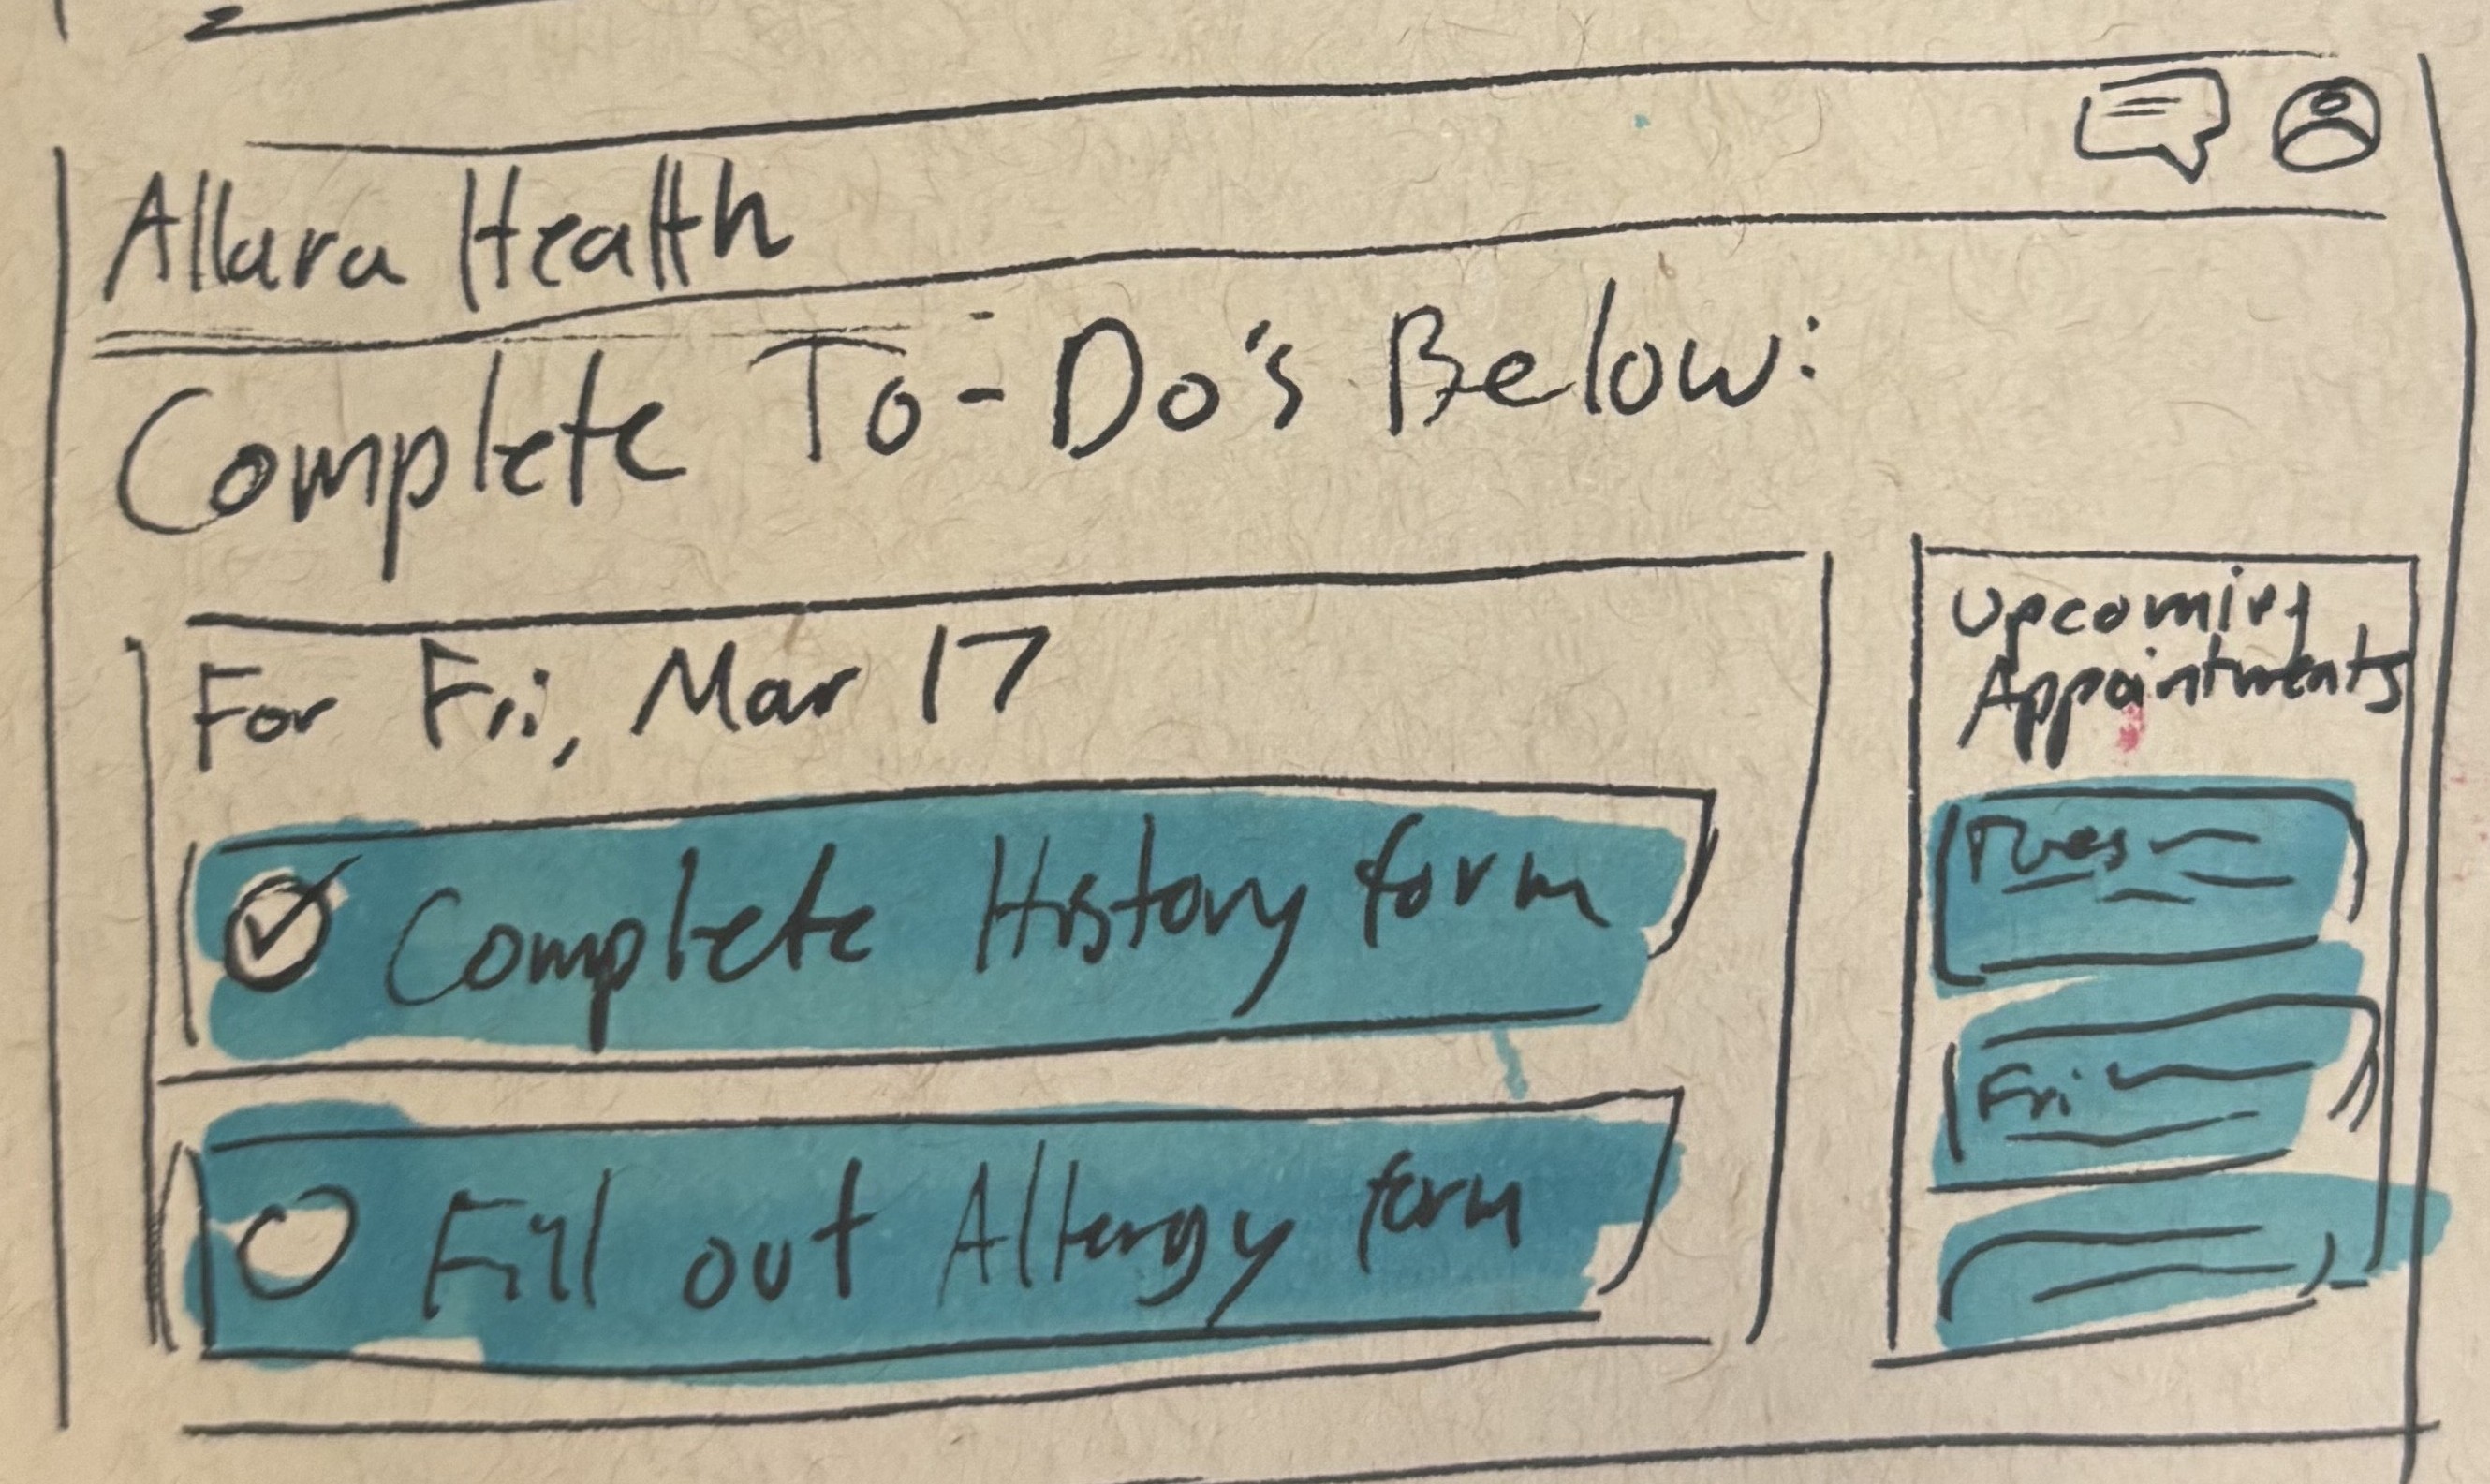 Allara Health
Complete To-Do's Below:
For Fri, Mar 17
Complete History form
Fill out Allergy form
Upcoming
Appointments
Tues
Fri